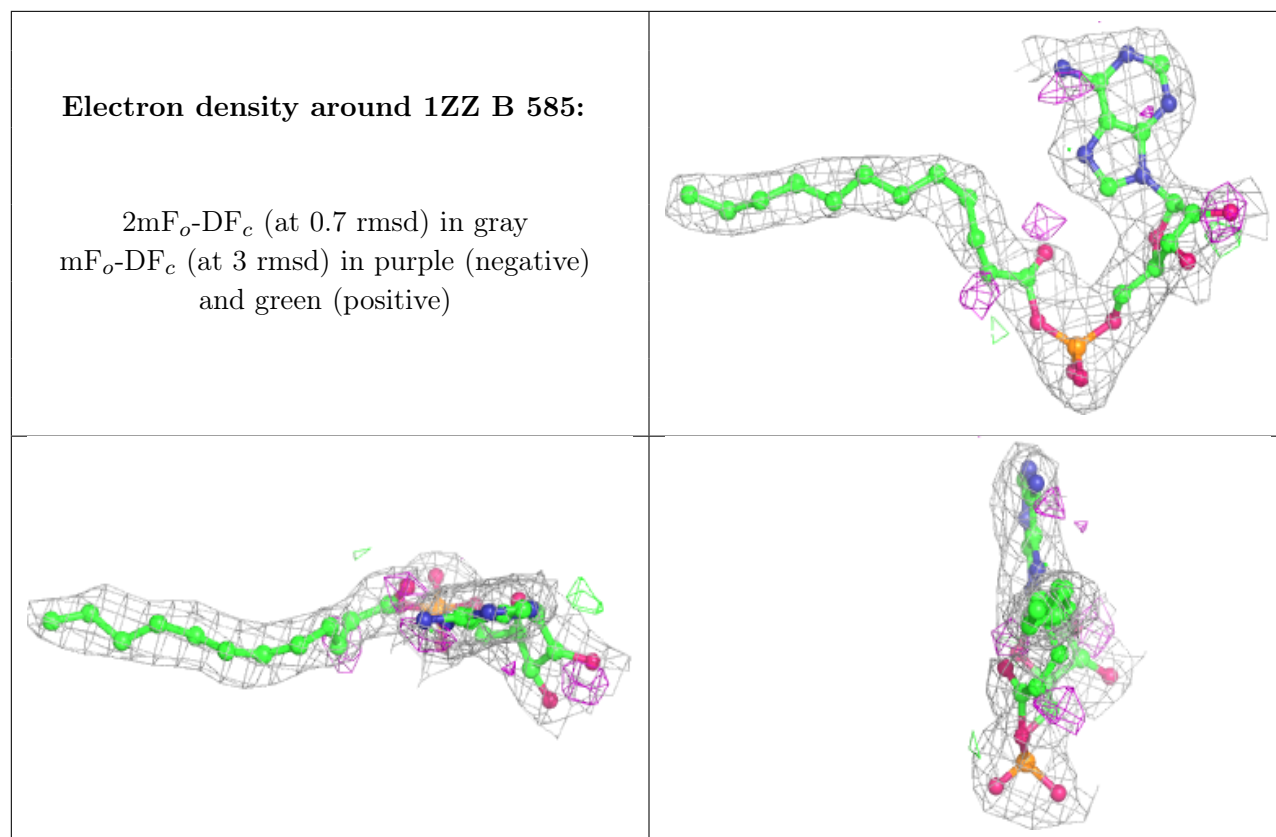 Electron density around 1ZZ B 585:
2mFₒ-DF𝒸 (at 0.7 rmsd) in gray
mFₒ-DF𝒸 (at 3 rmsd) in purple (negative)
and green (positive)